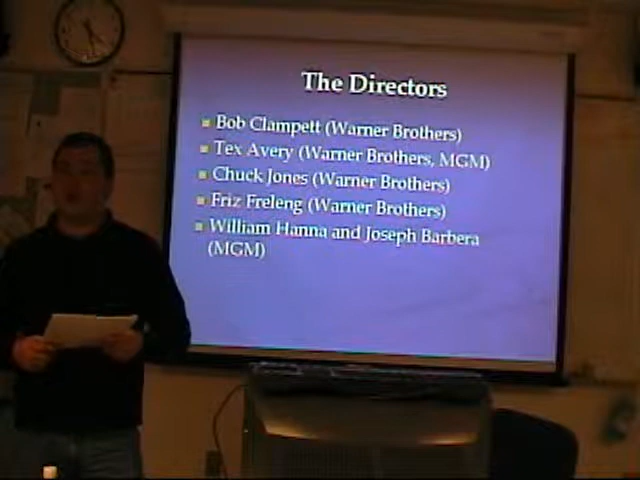 The Directors
Bob Clampett (Warner Brothers)
Tex Avery (Warner Brothers, MGM)
Chuck Jones (Warner Brothers)
Friz Freleng (Warner Brothers)
William Hanna and Joseph Barbera
(MGM)